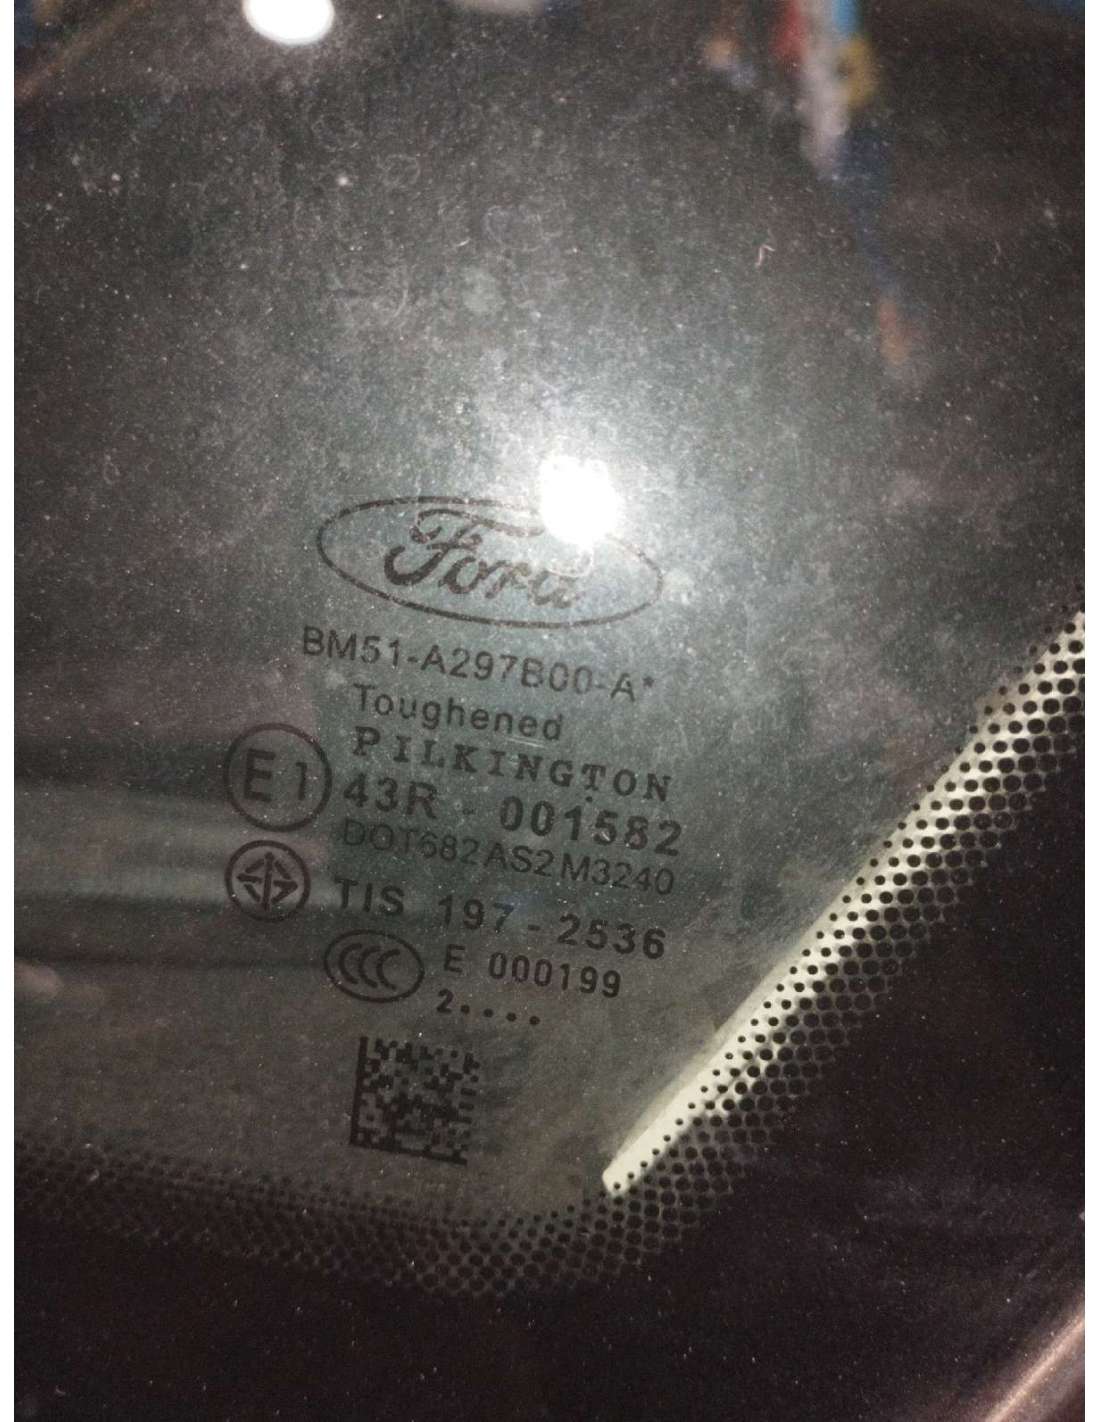 Ford
BM51-A297B00-A*
Toughened
PILKINGTON
E1 43R - 001582
DOT682 AS2 M3240
TIS 197 - 2536
CCC E 000199
2....